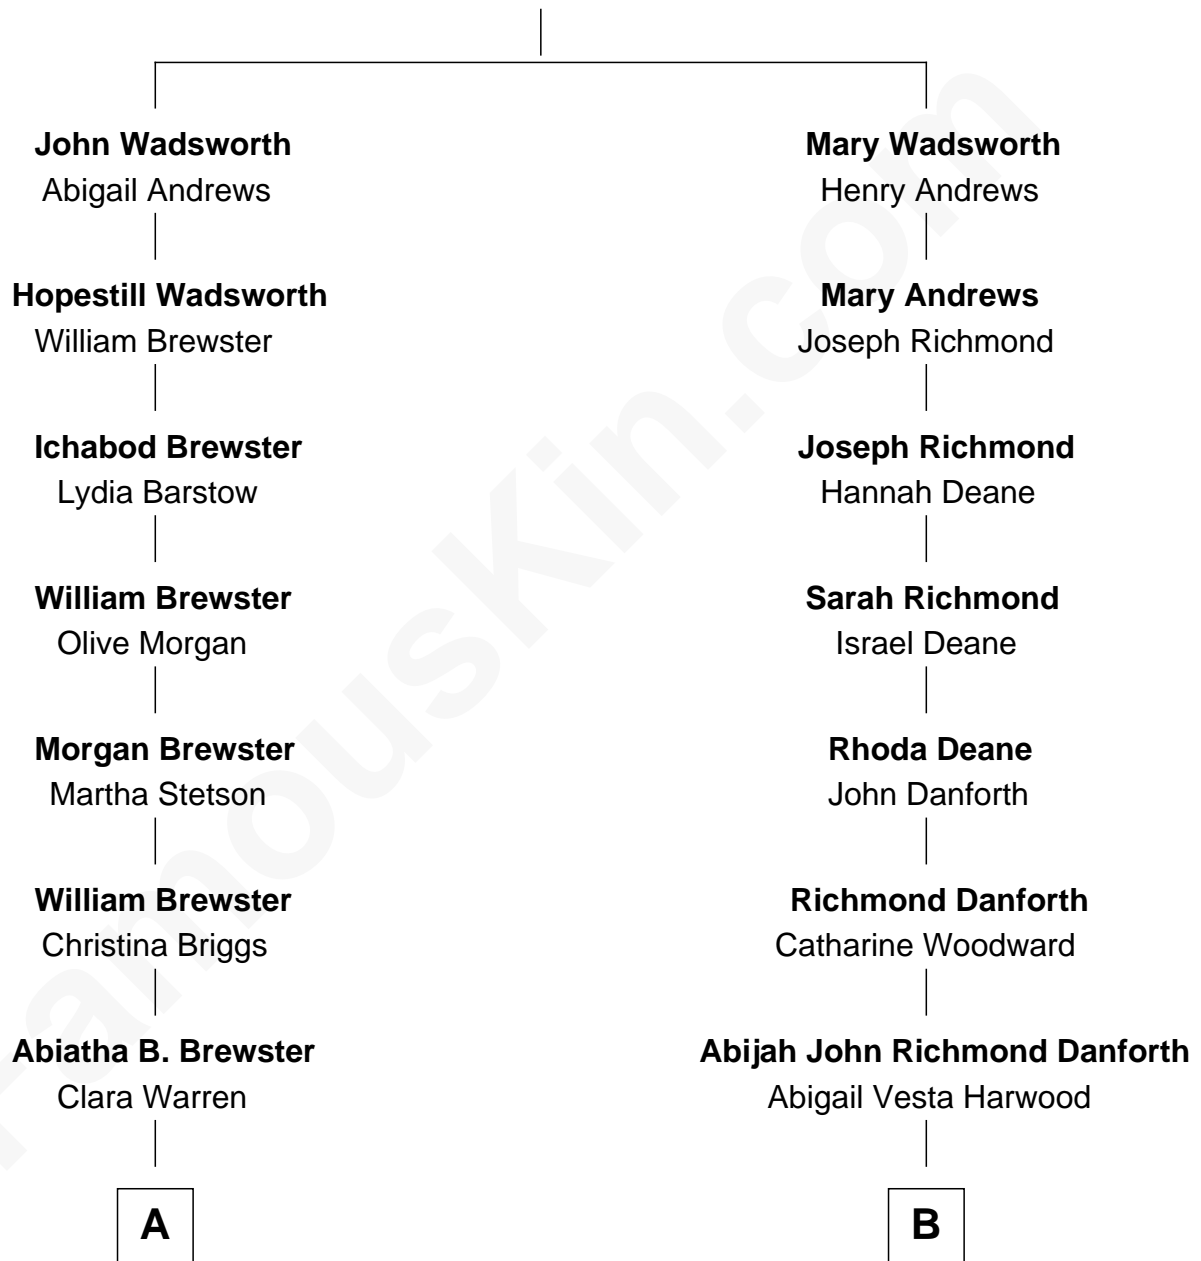 John Wadsworth
Abigail Andrews
Hopestill Wadsworth
William Brewster
Ichabod Brewster
Lydia Barstow
William Brewster
Olive Morgan
Morgan Brewster
Martha Stetson
William Brewster
Christina Briggs
Abiatha B. Brewster
Clara Warren
A
Mary Wadsworth
Henry Andrews
Mary Andrews
Joseph Richmond
Joseph Richmond
Hannah Deane
Sarah Richmond
Israel Deane
Rhoda Deane
John Danforth
Richmond Danforth
Catharine Woodward
Abijah John Richmond Danforth
Abigail Vesta Harwood
B
FamousKin.com